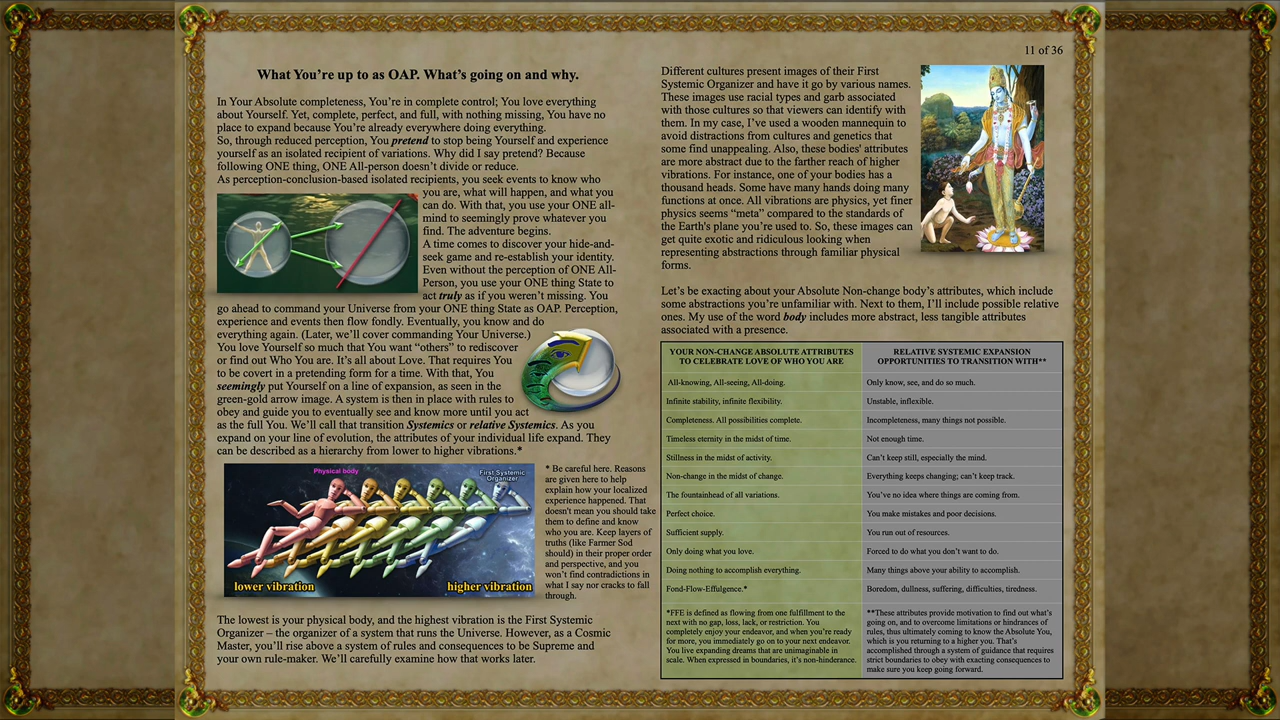 11 of 36
What You're up to as OAP. What's going on and why.
In Your Absolute completeness, You're in complete control; You love everything
about Yourself. Yet, complete, perfect, and full, with nothing missing, You have no
place to expand because You're already everywhere doing everything.
So, through reduced perception, You pretend to stop being Yourself and experience
yourself as an isolated recipient of variations. Why did I say pretend? Because
following ONE thing, ONE All-person doesn't divide or reduce.
As perception-conclusion-based isolated recipients, you seek events to know who
you are, what will happen, and what you
can do. With that, you use your ONE all-
mind to seemingly prove whatever you
find. The adventure begins.
A time comes to discover your hide-and-
seek game and re-establish your identity.
Even without the perception of ONE All-
Person, you use your ONE thing State to
act truly as if you weren't missing. You
go ahead to command your Universe from your ONE thing State as OAP. Perception,
experience and events then flow fondly. Eventually, you know and do
everything again. (Later, we'll cover commanding Your Universe.)
You love Yourself so much that You want “others” to rediscover
or find out Who You are. It's all about Love. That requires You
to be covert in a pretending form for a time. With that, You
seemingly put Yourself on a line of expansion, as seen in the
green-gold arrow image. A system is then in place with rules to
obey and guide you to eventually see and know more until you act
as the full You. We'll call that transition Systemics or relative Systemics. As you
expand on your line of evolution, the attributes of your individual life expand. They
can be described as a hierarchy from lower to higher vibrations.*
Physical body
First Systemic
Organizer
lower vibration
higher vibration
* Be careful here. Reasons
are given here to help
explain how your localized
experience happened. That
doesn't mean you should take
them to define and know
who you are. Keep layers of
truths (like Farmer Sod
should) in their proper order
and perspective, and you
won't find contradictions in
what I say nor cracks to fall
through.
The lowest is your physical body, and the highest vibration is the First Systemic
Organizer – the organizer of a system that runs the Universe. However, as a Cosmic
Master, you'll rise above a system of rules and consequences to be Supreme and
your own rule-maker. We'll carefully examine how that works later.
Different cultures present images of their First
Systemic Organizer and have it go by various names.
These images use racial types and garb associated
with those cultures so that viewers can identify with
them. In my case, I've used a wooden mannequin to
avoid distractions from cultures and genetics that
some find unappealing. Also, these bodies' attributes
are more abstract due to the farther reach of higher
vibrations. For instance, one of your bodies has a
thousand heads. Some have many hands doing many
functions at once. All vibrations are physics, yet finer
physics seems “meta” compared to the standards of
the Earth's plane you're used to. So, these images can
get quite exotic and ridiculous looking when
representing abstractions through familiar physical
forms.
Let's be exacting about your Absolute Non-change body's attributes, which include
some abstractions you're unfamiliar with. Next to them, I'll include possible relative
ones. My use of the word body includes more abstract, less tangible attributes
associated with a presence.
YOUR NON-CHANGE ABSOLUTE ATTRIBUTES
TO CELEBRATE LOVE OF WHO YOU ARE
RELATIVE SYSTEMIC EXPANSION
OPPORTUNITIES TO TRANSITION WITH**
All-knowing, All-seeing, All-doing.
Only know, see, and do so much.
Infinite stability, infinite flexibility.
Unstable, inflexible.
Completeness. All possibilities complete.
Incompleteness, many things not possible.
Timeless eternity in the midst of time.
Not enough time.
Stillness in the midst of activity.
Can't keep still, especially the mind.
Non-change in the midst of change.
Everything keeps changing; can't keep track.
The fountainhead of all variations.
You've no idea where things are coming from.
Perfect choice.
You make mistakes and poor decisions.
Sufficient supply.
You run out of resources.
Only doing what you love.
Forced to do what you don't want to do.
Doing nothing to accomplish everything.
Many things above your ability to accomplish.
Fond-Flow-Effulgence.*
Boredom, dullness, suffering, difficulties, tiredness.
*FFE is defined as flowing from one fulfillment to the
next with no gap, loss, lack, or restriction. You
completely enjoy your endeavor, and when you're ready
for more, you immediately go on to your next endeavor.
You live expanding dreams that are unimaginable in
scale. When expressed in boundaries, it's non-hinderance.
**These attributes provide motivation to find out what's
going on, and to overcome limitations or hindrances of
rules, thus ultimately coming to know the Absolute You,
which is you returning to a higher you. That's
accomplished through a system of guidance that requires
strict boundaries to obey with exacting consequences to
make sure you keep going forward.